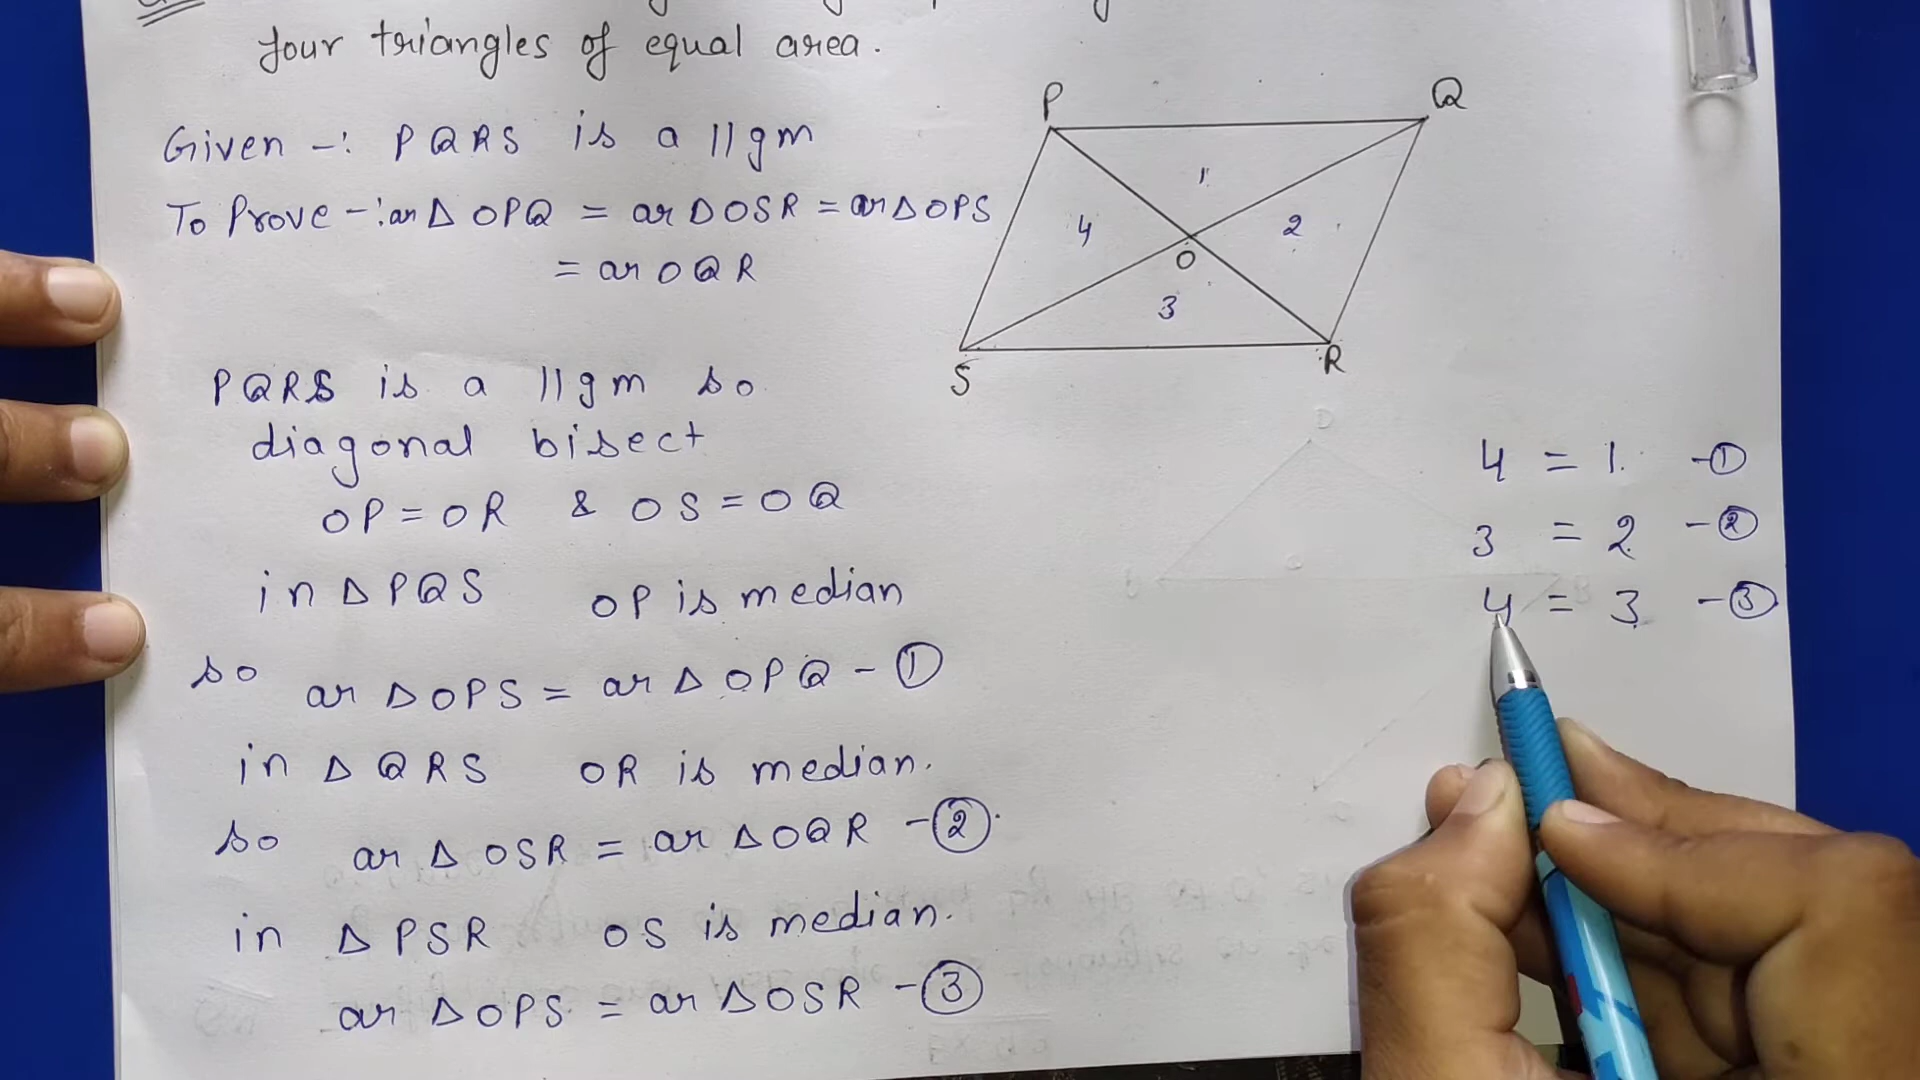 four triangles of equal area.
Given -: PQRS is a ||gm
To Prove -: ar Δ OPQ = ar Δ OSR = ar Δ OPS
= ar OQR
PQRS is a ||gm so
diagonal bisect
OP = OR & OS = OQ
in Δ PQS OP is median
so ar Δ OPS = ar Δ OPQ - ①
in Δ QRS OR is median.
so ar Δ OSR = ar Δ OQR - ②.
in Δ PSR OS is median.
ar Δ OPS = ar Δ OSR - ③
P
Q
1
4
2
O
3
S
R
4 = 1. - ①
3 = 2 - ②
4 = 3 - ③